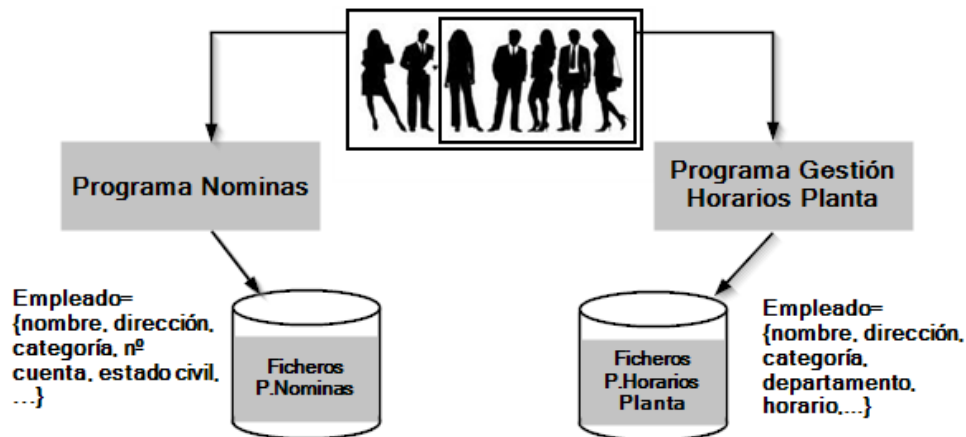 Programa Nominas
Programa Gestión
Horarios Planta
Empleado=
{nombre, dirección,
categoría, nº
cuenta, estado civil,
...}
Ficheros
P.Nominas
Ficheros
P.Horarios
Planta
Empleado=
{nombre, dirección,
categoría,
departamento,
horario,...}